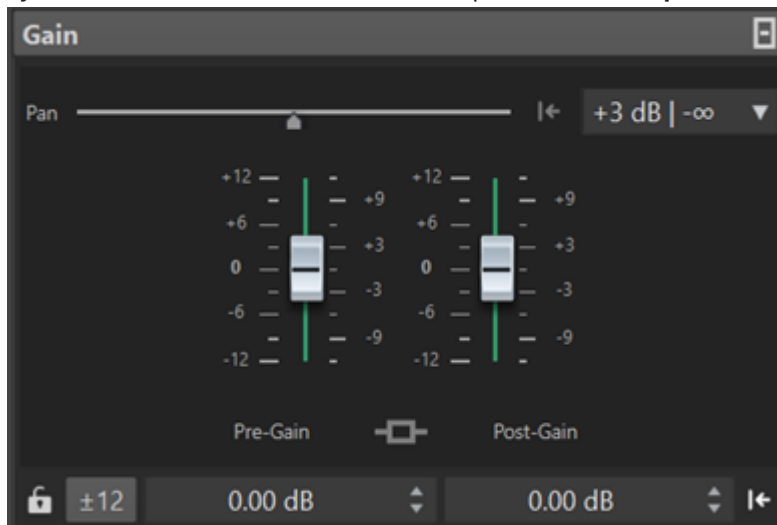 Gain
Pan +3 dB | -∞
+12 +12
+9 +9
+6 +6
+3 +3
0 0
-3 -3
-6 -6
-9 -9
-12 -12
Pre-Gain Post-Gain
±12 0.00 dB 0.00 dB